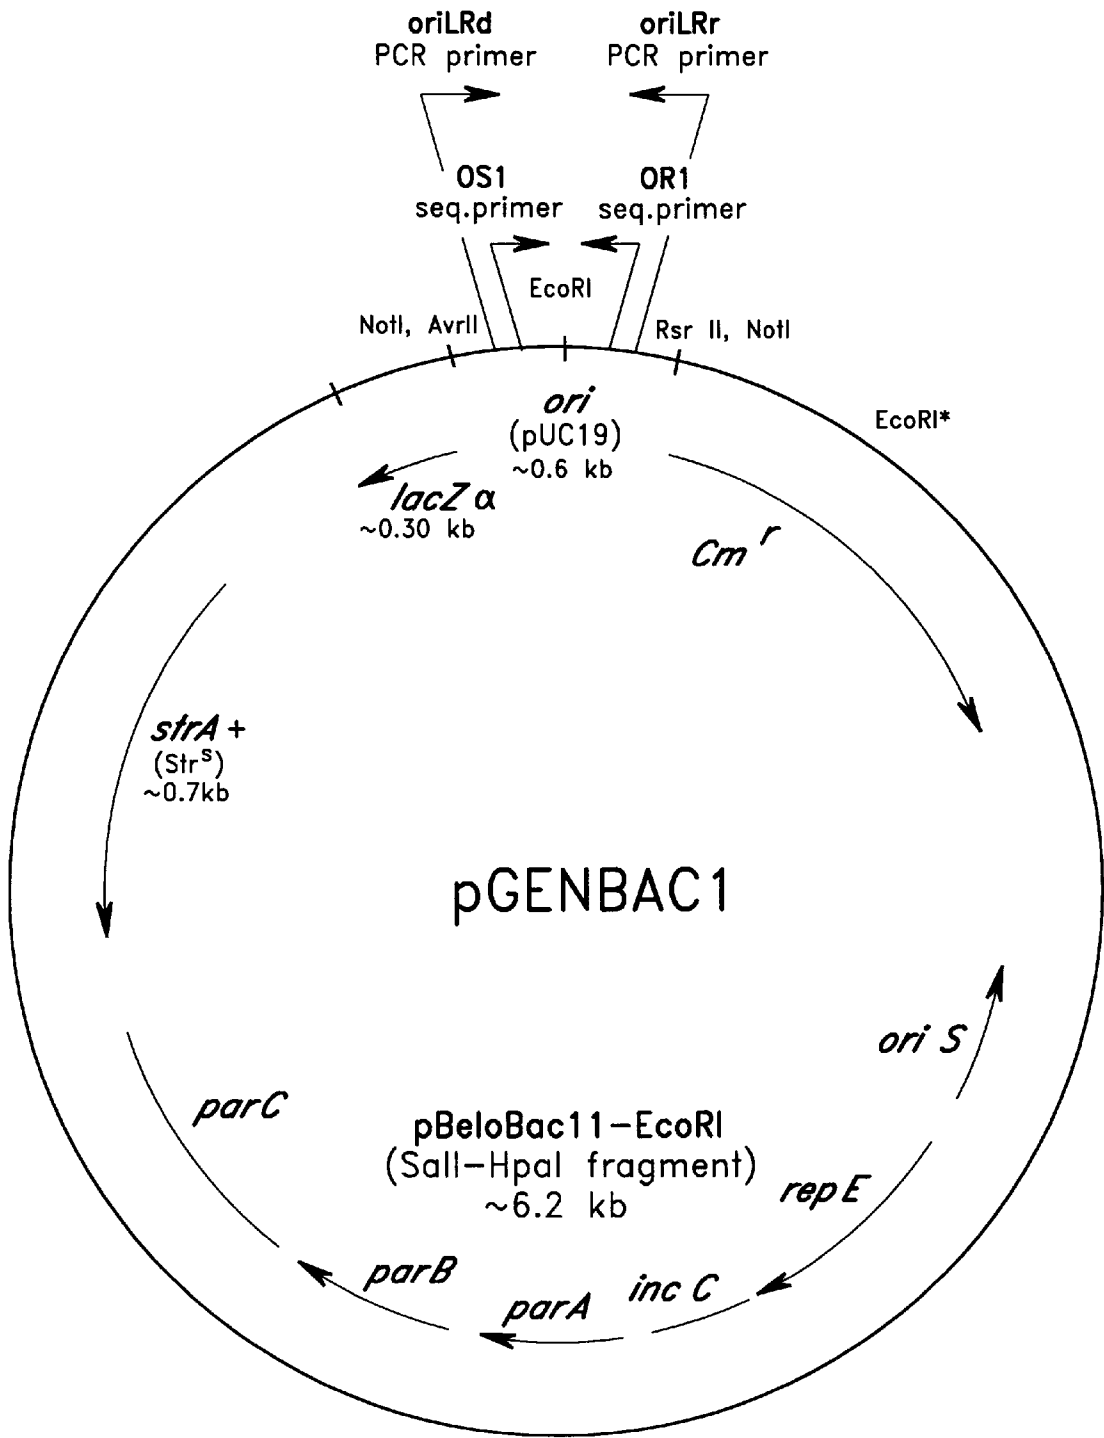 oriLRd
PCR primer
oriLRr
PCR primer
OS1
seq.primer
OR1
seq.primer
EcoRI
NotI, AvrII
Rsr II, NotI
EcoRI*
ori
(pUC19)
~0.6 kb
lacZ α
~0.30 kb
Cm r
strA +
(Strˢ)
~0.7kb
pGENBAC1
ori S
parC
pBeloBac11-EcoRI
(SalI-HpaI fragment)
~6.2 kb
repE
parB
inc C
parA